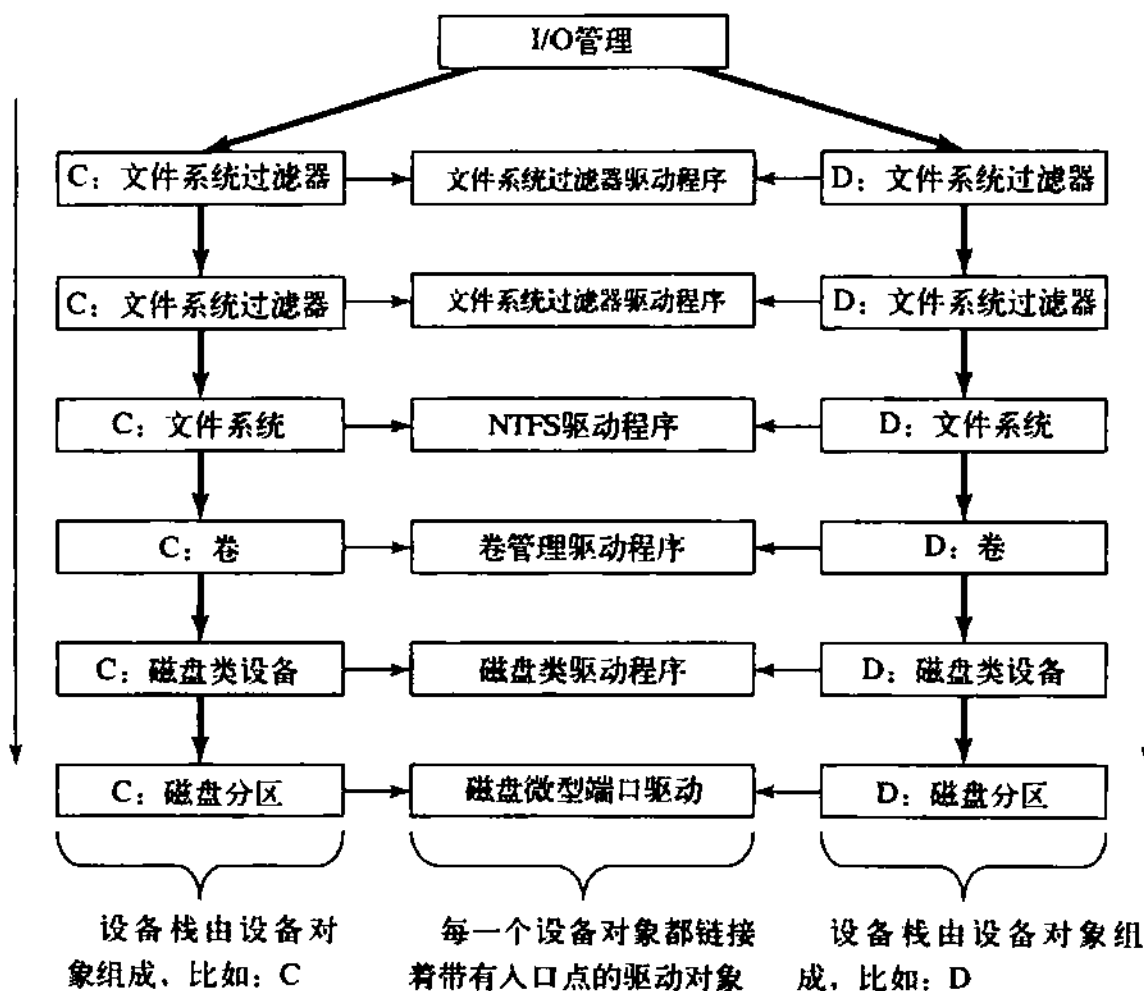 I/O管理
C：文件系统过滤器
文件系统过滤器驱动程序
D：文件系统过滤器
C：文件系统过滤器
文件系统过滤器驱动程序
D：文件系统过滤器
C：文件系统
NTFS驱动程序
D：文件系统
C：卷
卷管理驱动程序
D：卷
C：磁盘类设备
磁盘类驱动程序
D：磁盘类设备
C：磁盘分区
磁盘微型端口驱动
D：磁盘分区
设备栈由设备对
象组成，比如：C
每一个设备对象都链接
着带有入口点的驱动对象
设备栈由设备对象组
成，比如：D